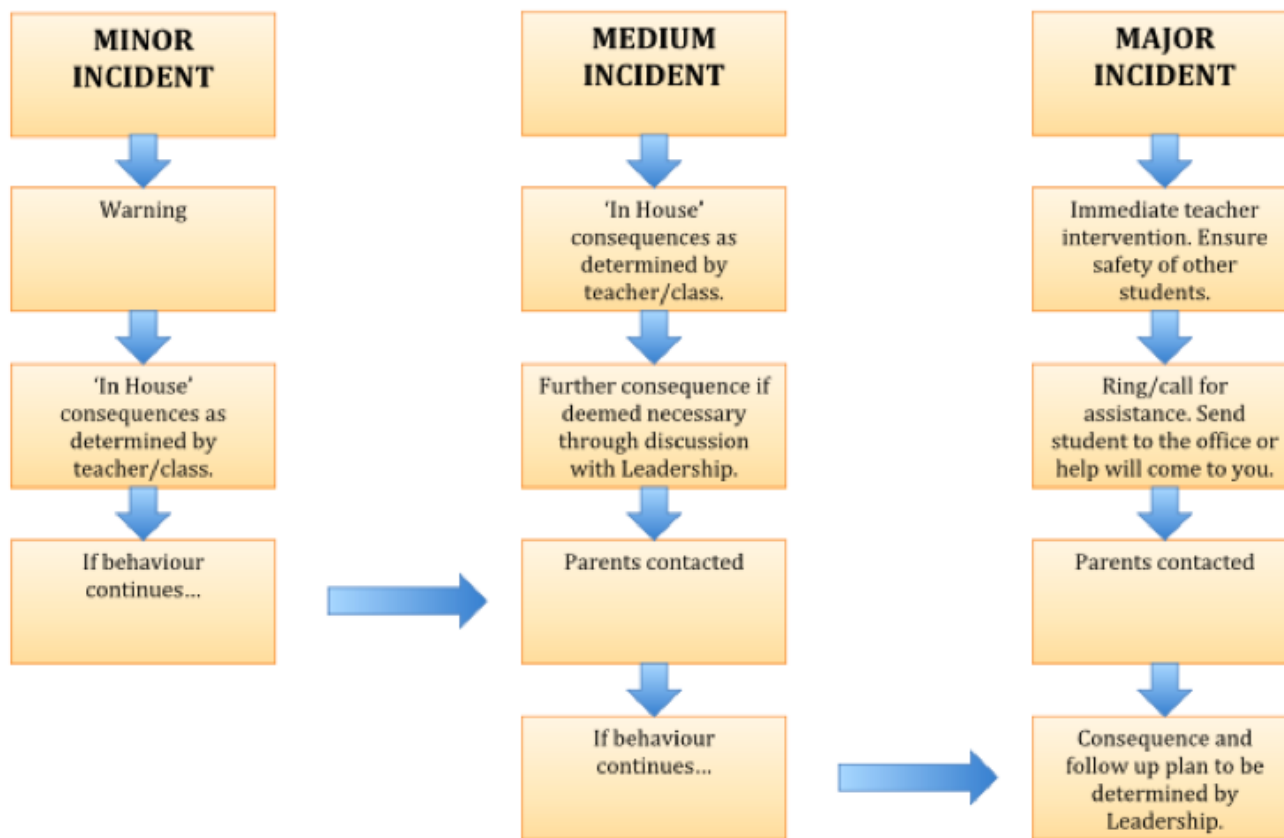 MINOR
INCIDENT
Warning
‘In House’
consequences as
determined by
teacher/class.
If behaviour
continues…
MEDIUM
INCIDENT
‘In House’
consequences as
determined by
teacher/class.
Further consequence if
deemed necessary
through discussion
with Leadership.
Parents contacted
If behaviour
continues…
MAJOR
INCIDENT
Immediate teacher
intervention. Ensure
safety of other
students.
Ring/call for
assistance. Send
student to the office or
help will come to you.
Parents contacted
Consequence and
follow up plan to be
determined by
Leadership.